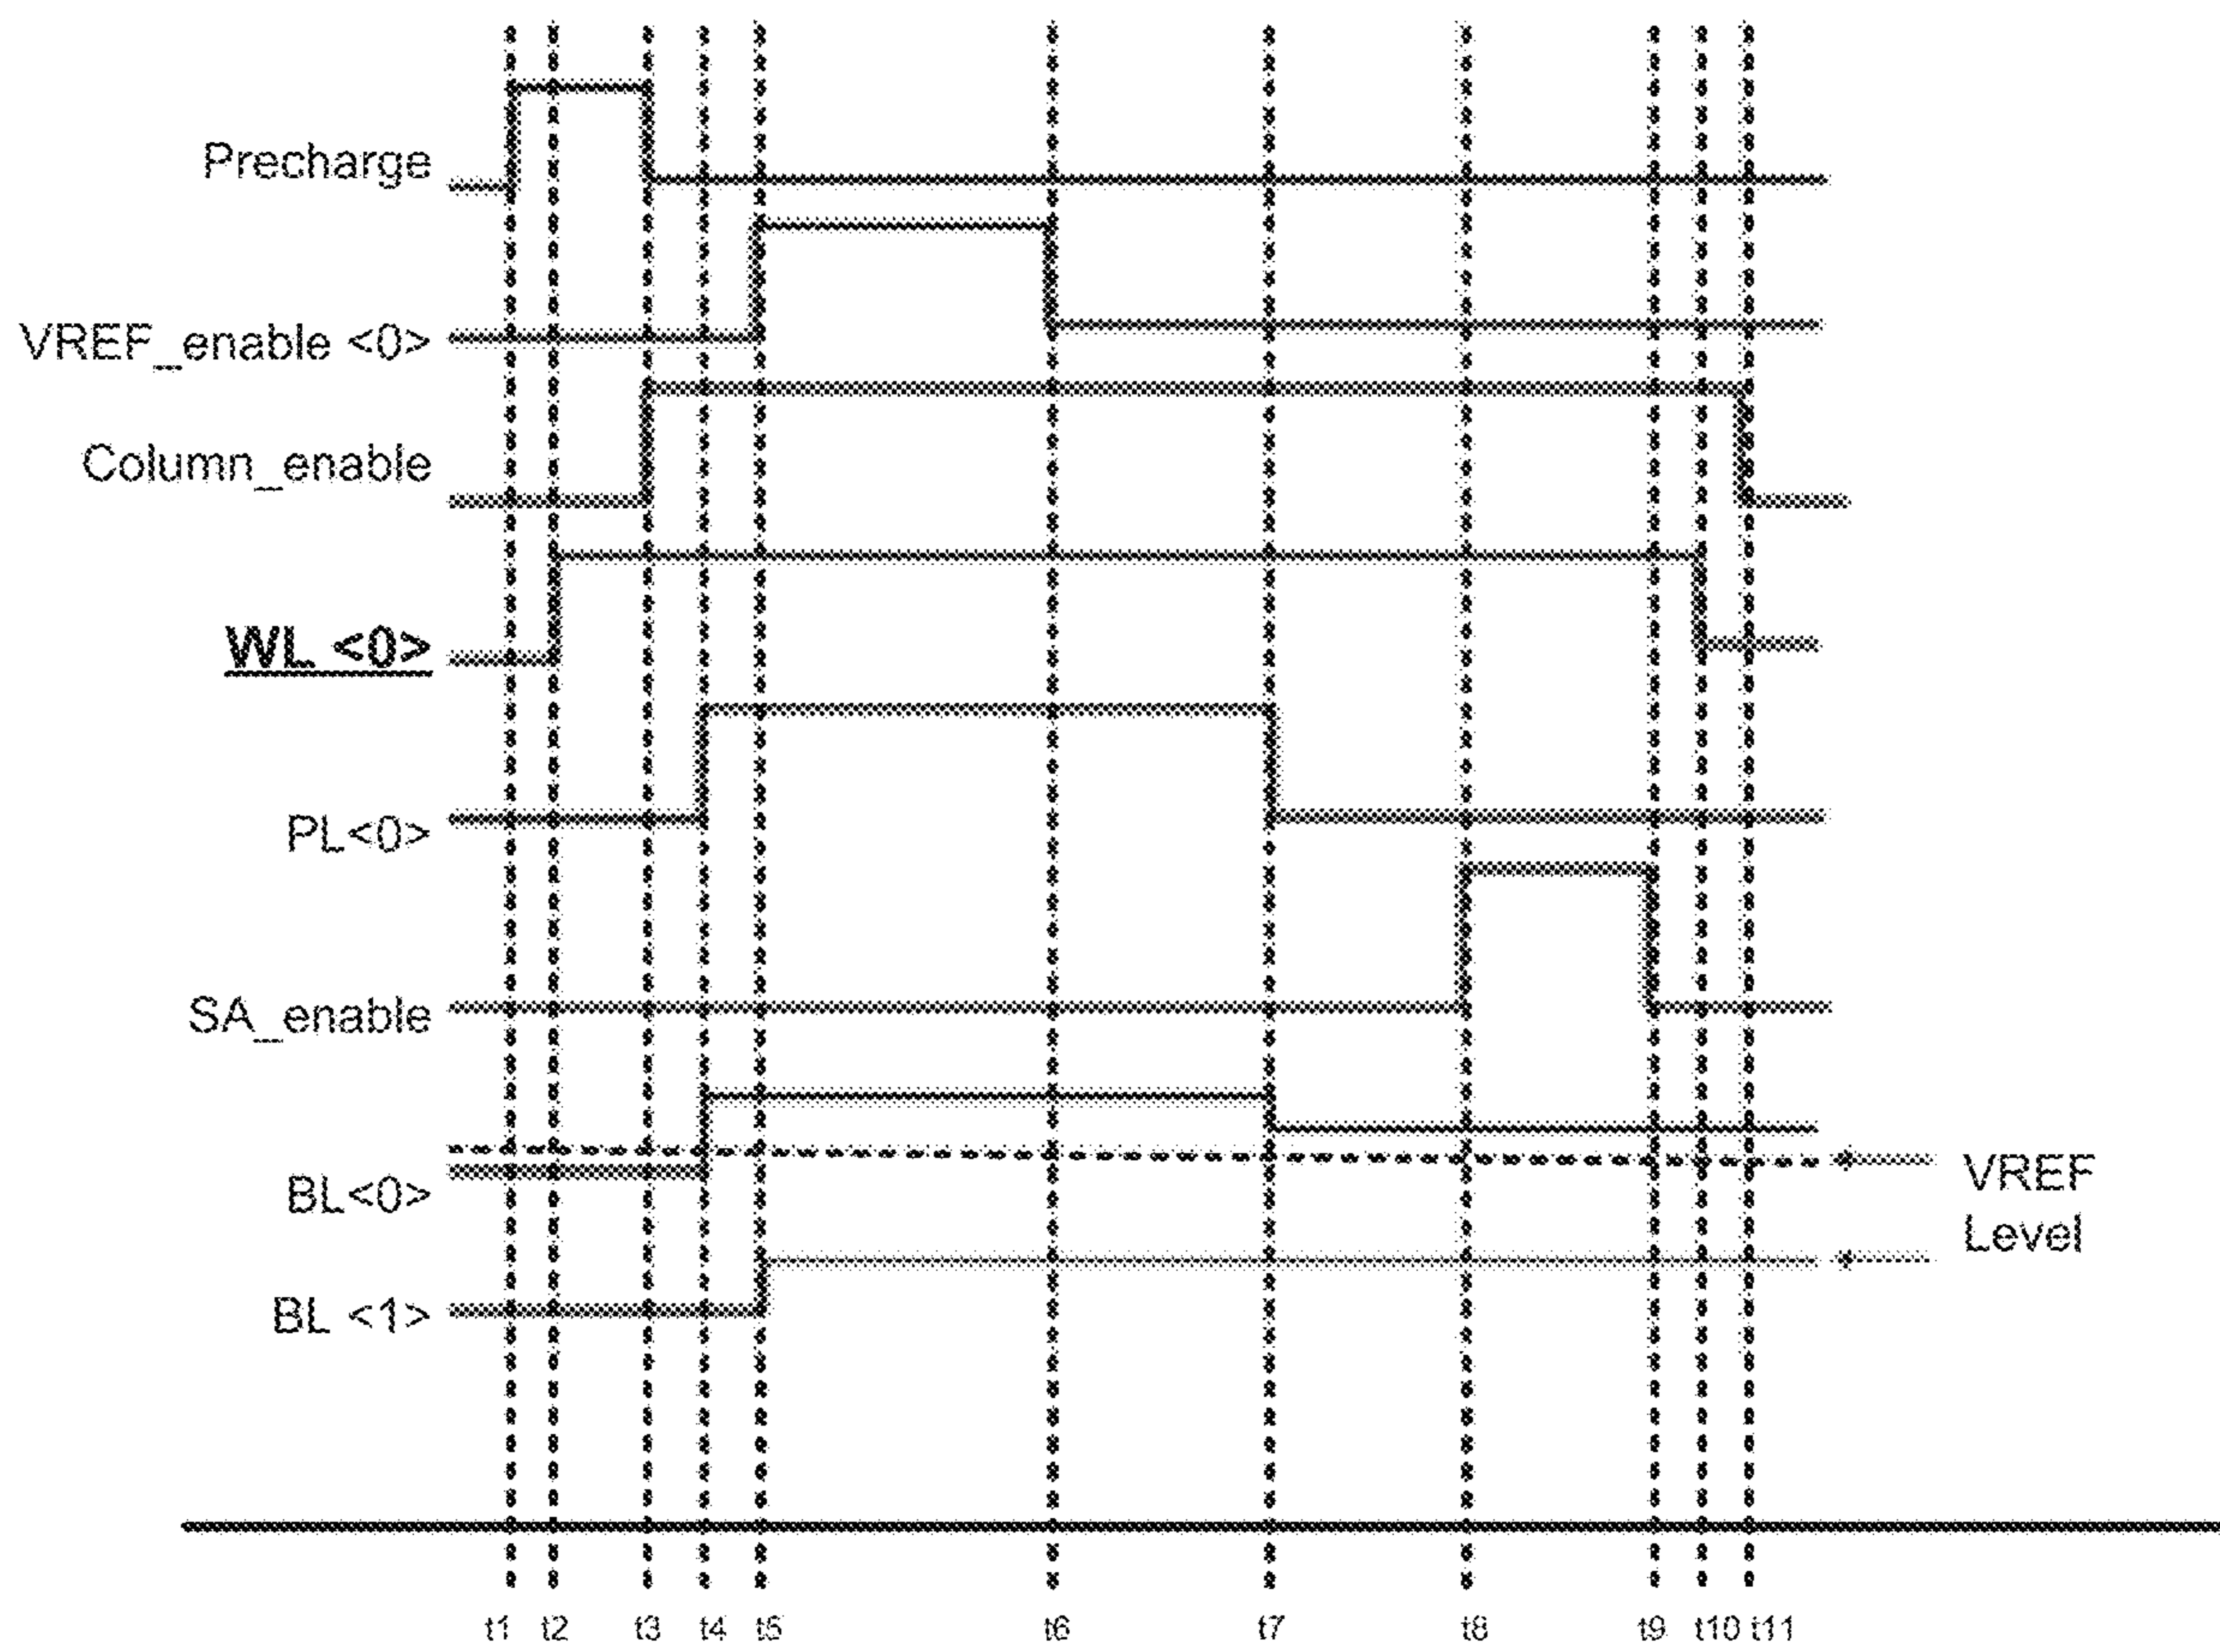 Precharge
VREF_enable <0>
Column_enable
WL <0>
PL<0>
SA_enable
BL<0>
VREF
Level
BL <1>
t1 t2 t3 t4 t5 t6 t7 t8 t9 t10 t11